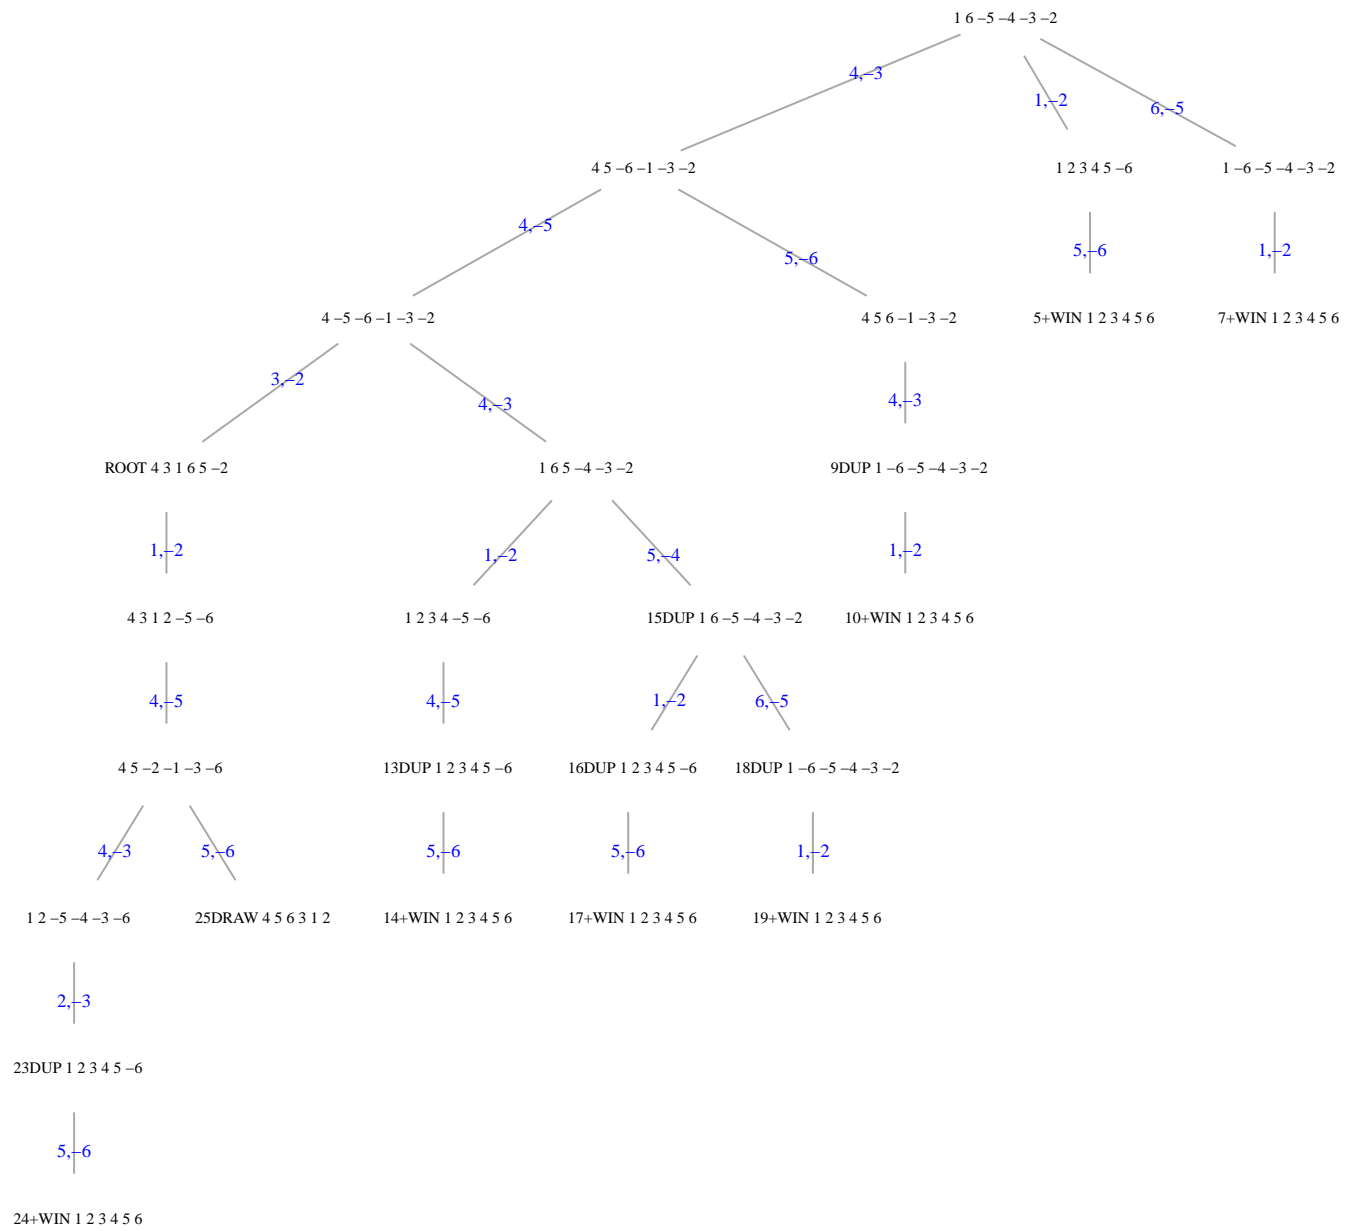 1 6 –5 –4 –3 –2
4,–3
1,–2
6,–5
4 5 –6 –1 –3 –2
1 2 3 4 5 –6
1 –6 –5 –4 –3 –2
4,–5
5,–6
5,–6
1,–2
4 –5 –6 –1 –3 –2
4 5 6 –1 –3 –2
5+WIN 1 2 3 4 5 6
7+WIN 1 2 3 4 5 6
3,–2
4,–3
4,–3
ROOT 4 3 1 6 5 –2
1 6 5 –4 –3 –2
9DUP 1 –6 –5 –4 –3 –2
1,–2
1,–2
5,–4
1,–2
4 3 1 2 –5 –6
1 2 3 4 –5 –6
15DUP 1 6 –5 –4 –3 –2
10+WIN 1 2 3 4 5 6
4,–5
4,–5
1,–2
6,–5
4 5 –2 –1 –3 –6
13DUP 1 2 3 4 5 –6
16DUP 1 2 3 4 5 –6
18DUP 1 –6 –5 –4 –3 –2
4,–3
5,–6
5,–6
5,–6
1,–2
1 2 –5 –4 –3 –6
25DRAW 4 5 6 3 1 2
14+WIN 1 2 3 4 5 6
17+WIN 1 2 3 4 5 6
19+WIN 1 2 3 4 5 6
2,–3
23DUP 1 2 3 4 5 –6
5,–6
24+WIN 1 2 3 4 5 6